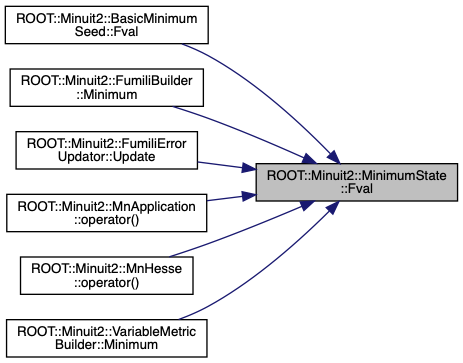 ROOT::Minuit2::BasicMinimum
Seed::Fval
ROOT::Minuit2::FumiliBuilder
::Minimum
ROOT::Minuit2::FumiliError
Updator::Update
ROOT::Minuit2::MinimumState
::Fval
ROOT::Minuit2::MnApplication
::operator()
ROOT::Minuit2::MnHesse
::operator()
ROOT::Minuit2::VariableMetric
Builder::Minimum